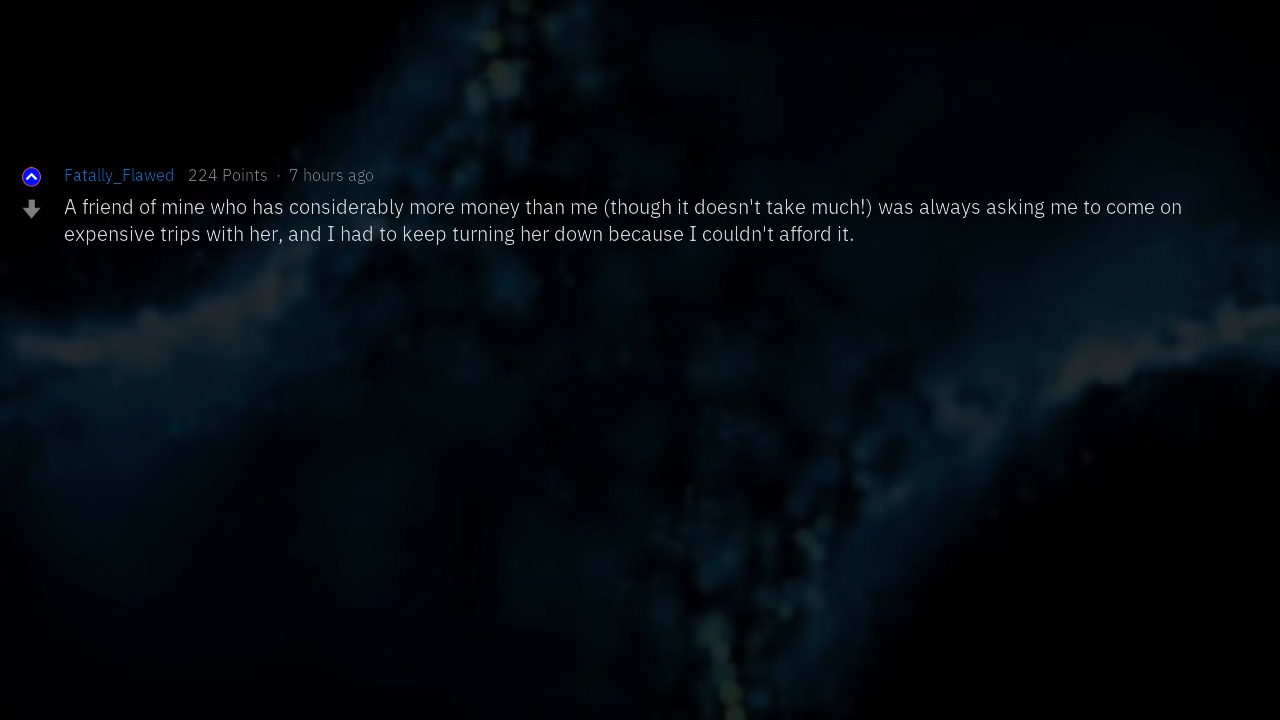 Fatally_Flawed 224 Points · 7 hours ago
A friend of mine who has considerably more money than me (though it doesn't take much!) was always asking me to come on
expensive trips with her, and I had to keep turning her down because I couldn't afford it.